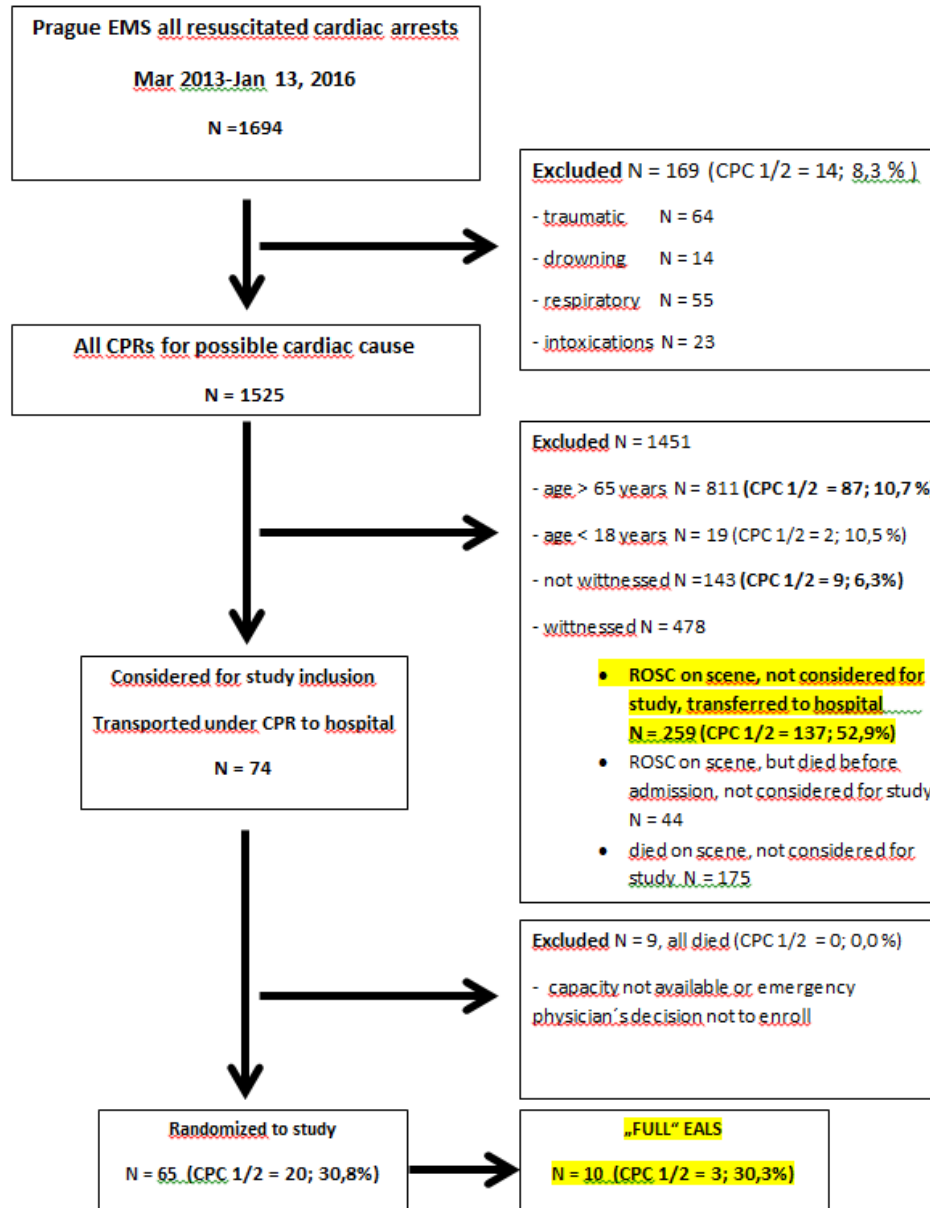 Prague EMS all resuscitated cardiac arrests
Mar 2013-Jan 13, 2016
N =1694
Excluded N = 169 (CPC 1/2 = 14; 8,3 % )
- traumatic N = 64
- drowning N = 14
- respiratory N = 55
- intoxications N = 23
All CPRs for possible cardiac cause
N = 1525
Excluded N = 1451
- age > 65 years N = 811 (CPC 1/2 = 87; 10,7 %
- age < 18 years N = 19 (CPC 1/2 = 2; 10,5 %)
- not wittnessed N =143 (CPC 1/2 = 9; 6,3%)
- wittnessed N = 478
• ROSC on scene, not considered for
study, transferred to hospital
N = 259 (CPC 1/2 = 137; 52,9%)
• ROSC on scene, but died before
admission, not considered for study
N = 44
• died on scene, not considered for
study N = 175
Considered for study inclusion
Transported under CPR to hospital
N = 74
Excluded N = 9, all died (CPC 1/2 = 0; 0,0 %)
- capacity not available or emergency
physician´s decision not to enroll
Randomized to study
N = 65 (CPC 1/2 = 20; 30,8%)
„FULL“ EALS
N = 10 (CPC 1/2 = 3; 30,3%)